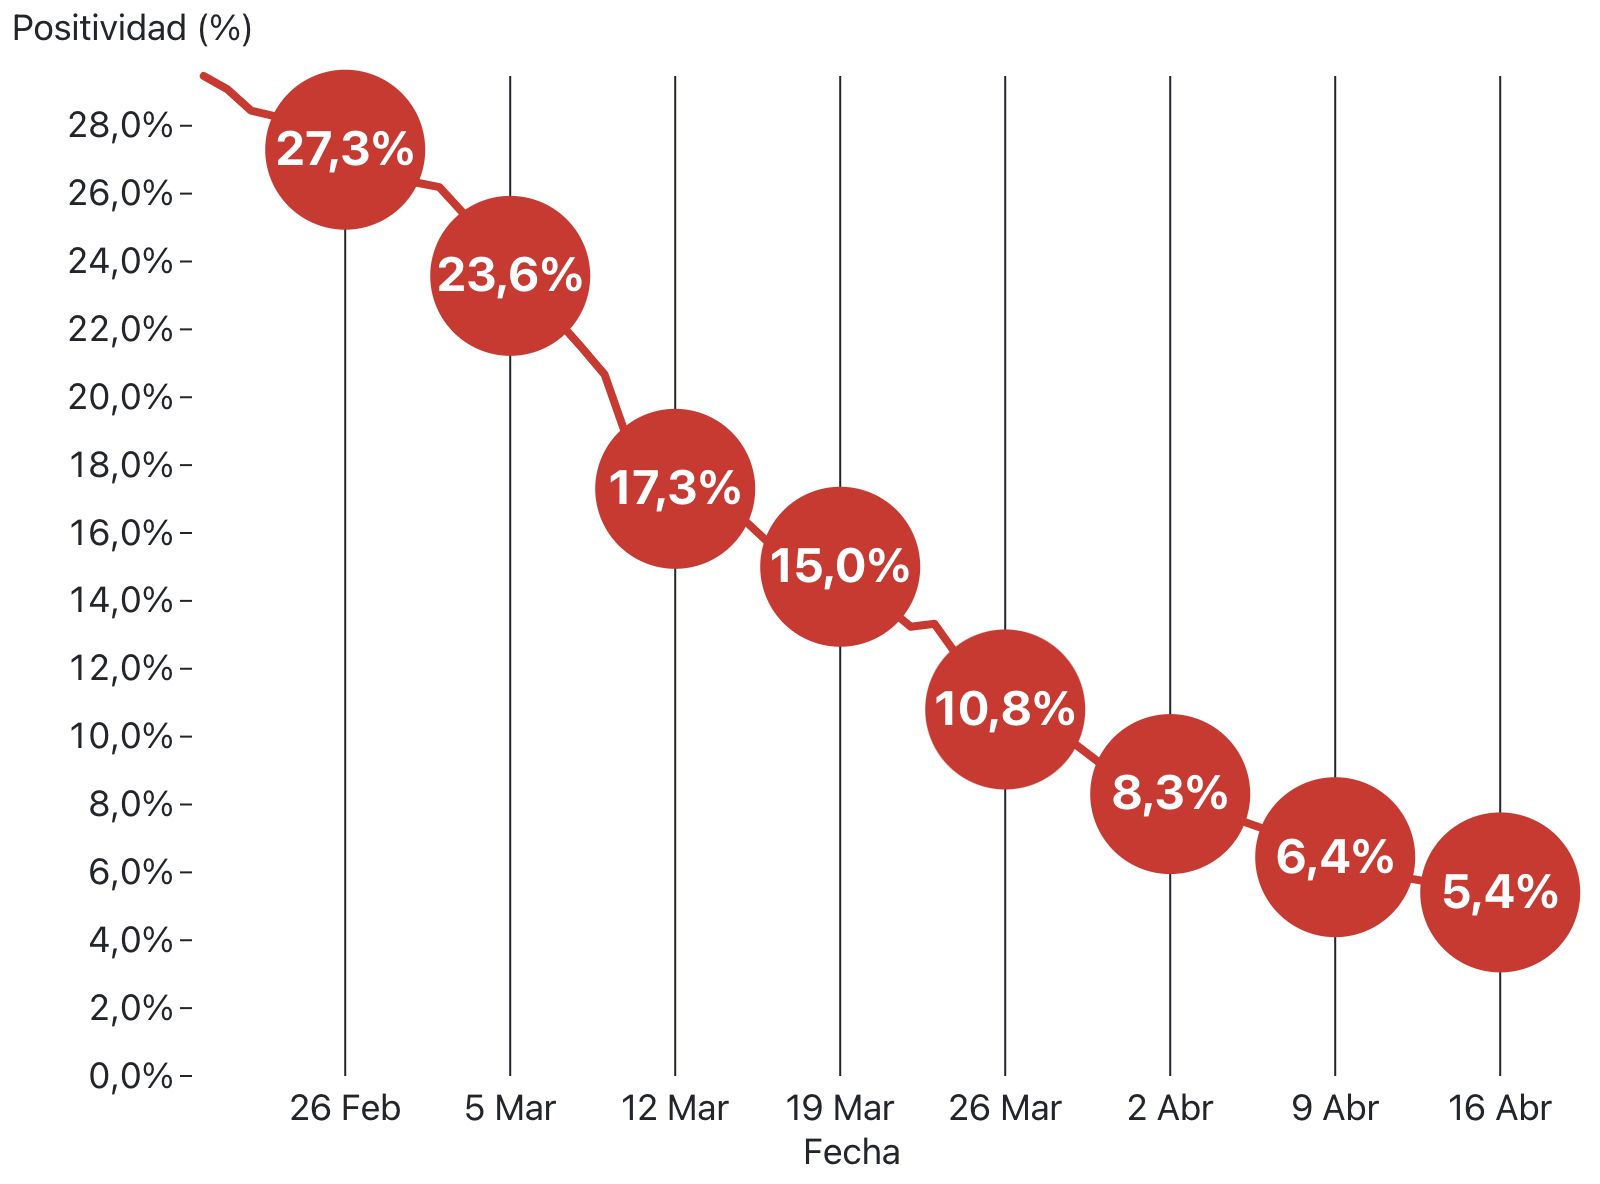 Positividad (%)
28,0%
26,0%
24,0%
22,0%
20,0%
18,0%
16,0%
14,0%
12,0%
10,0%
8,0%
6,0%
4,0%
2,0%
0,0%
27,3%
23,6%
17,3%
15,0%
10,8%
8,3%
6,4%
5,4%
26 Feb
5 Mar
12 Mar
19 Mar
26 Mar
2 Abr
9 Abr
16 Abr
Fecha